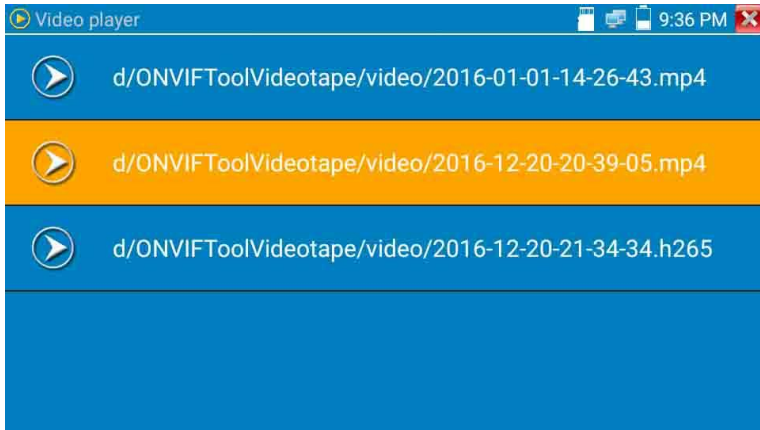 Video player 9:36 PM
d/ONVIFToolVideotape/video/2016-01-01-14-26-43.mp4
d/ONVIFToolVideotape/video/2016-12-20-20-39-05.mp4
d/ONVIFToolVideotape/video/2016-12-20-21-34-34.h265